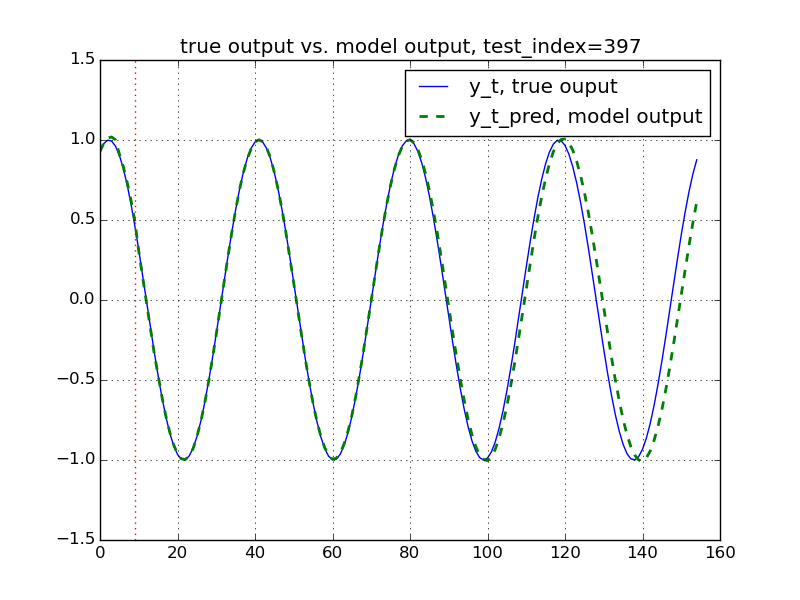 true output vs. model output, test_index=397
y_t, true ouput
y_t_pred, model output
1.5
1.0
0.5
0.0
−0.5
−1.0
−1.5
0 20 40 60 80 100 120 140 160